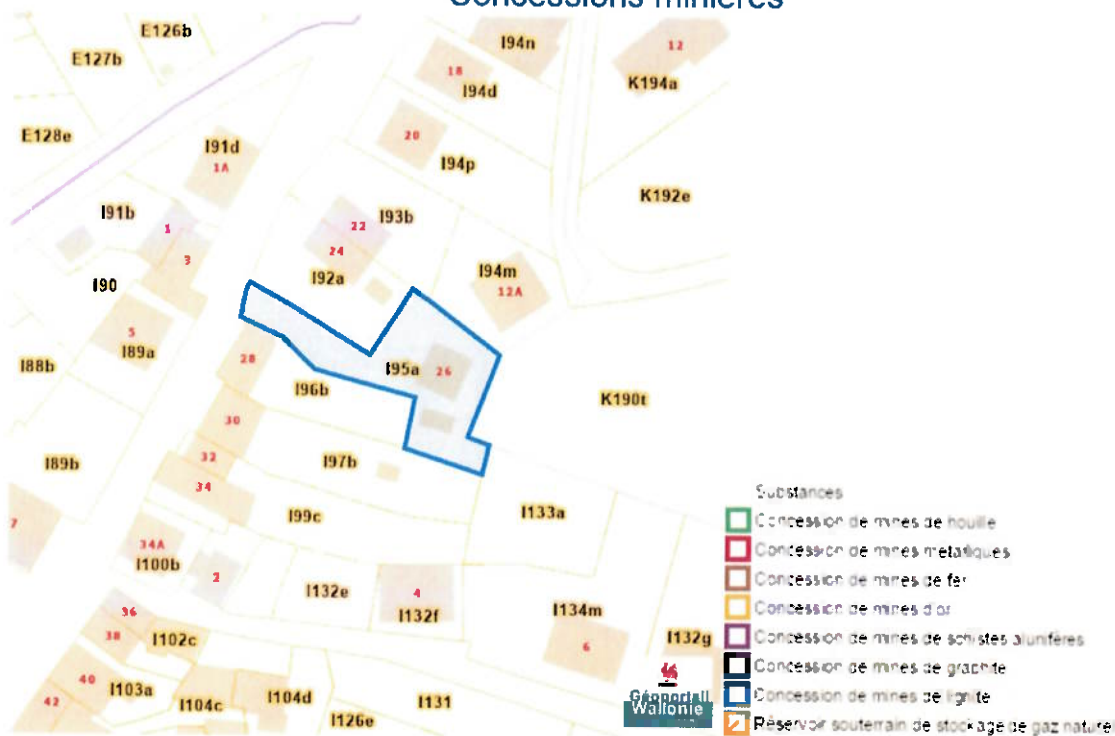 Concessions minières
E126b
E127b
I94n
12
18
I94d
K194a
E128e
20
I91d
1A
I94p
K192e
I91b
1
22
I93b
3
24
I94m
I90
I92a
12A
5
I89a
28
I88b
I95a
26
I96b
K190t
30
I89b
32
I97b
34
7
I99c
I133a
34A
I100b
2
I132e
4
I132f
36
I134m
38
I102c
6
I132g
40
I103a
42
I104c
I104d
I131
I126e
Géoportail
Wallonie
Substances
Concession de mines de houille
Concession de mines métalliques
Concession de mines de fer
Concession de mines d'or
Concession de mines de schistes alunifères
Concession de mines de graphite
Concession de mines de lignite
Réservoir souterrain de stockage de gaz naturel